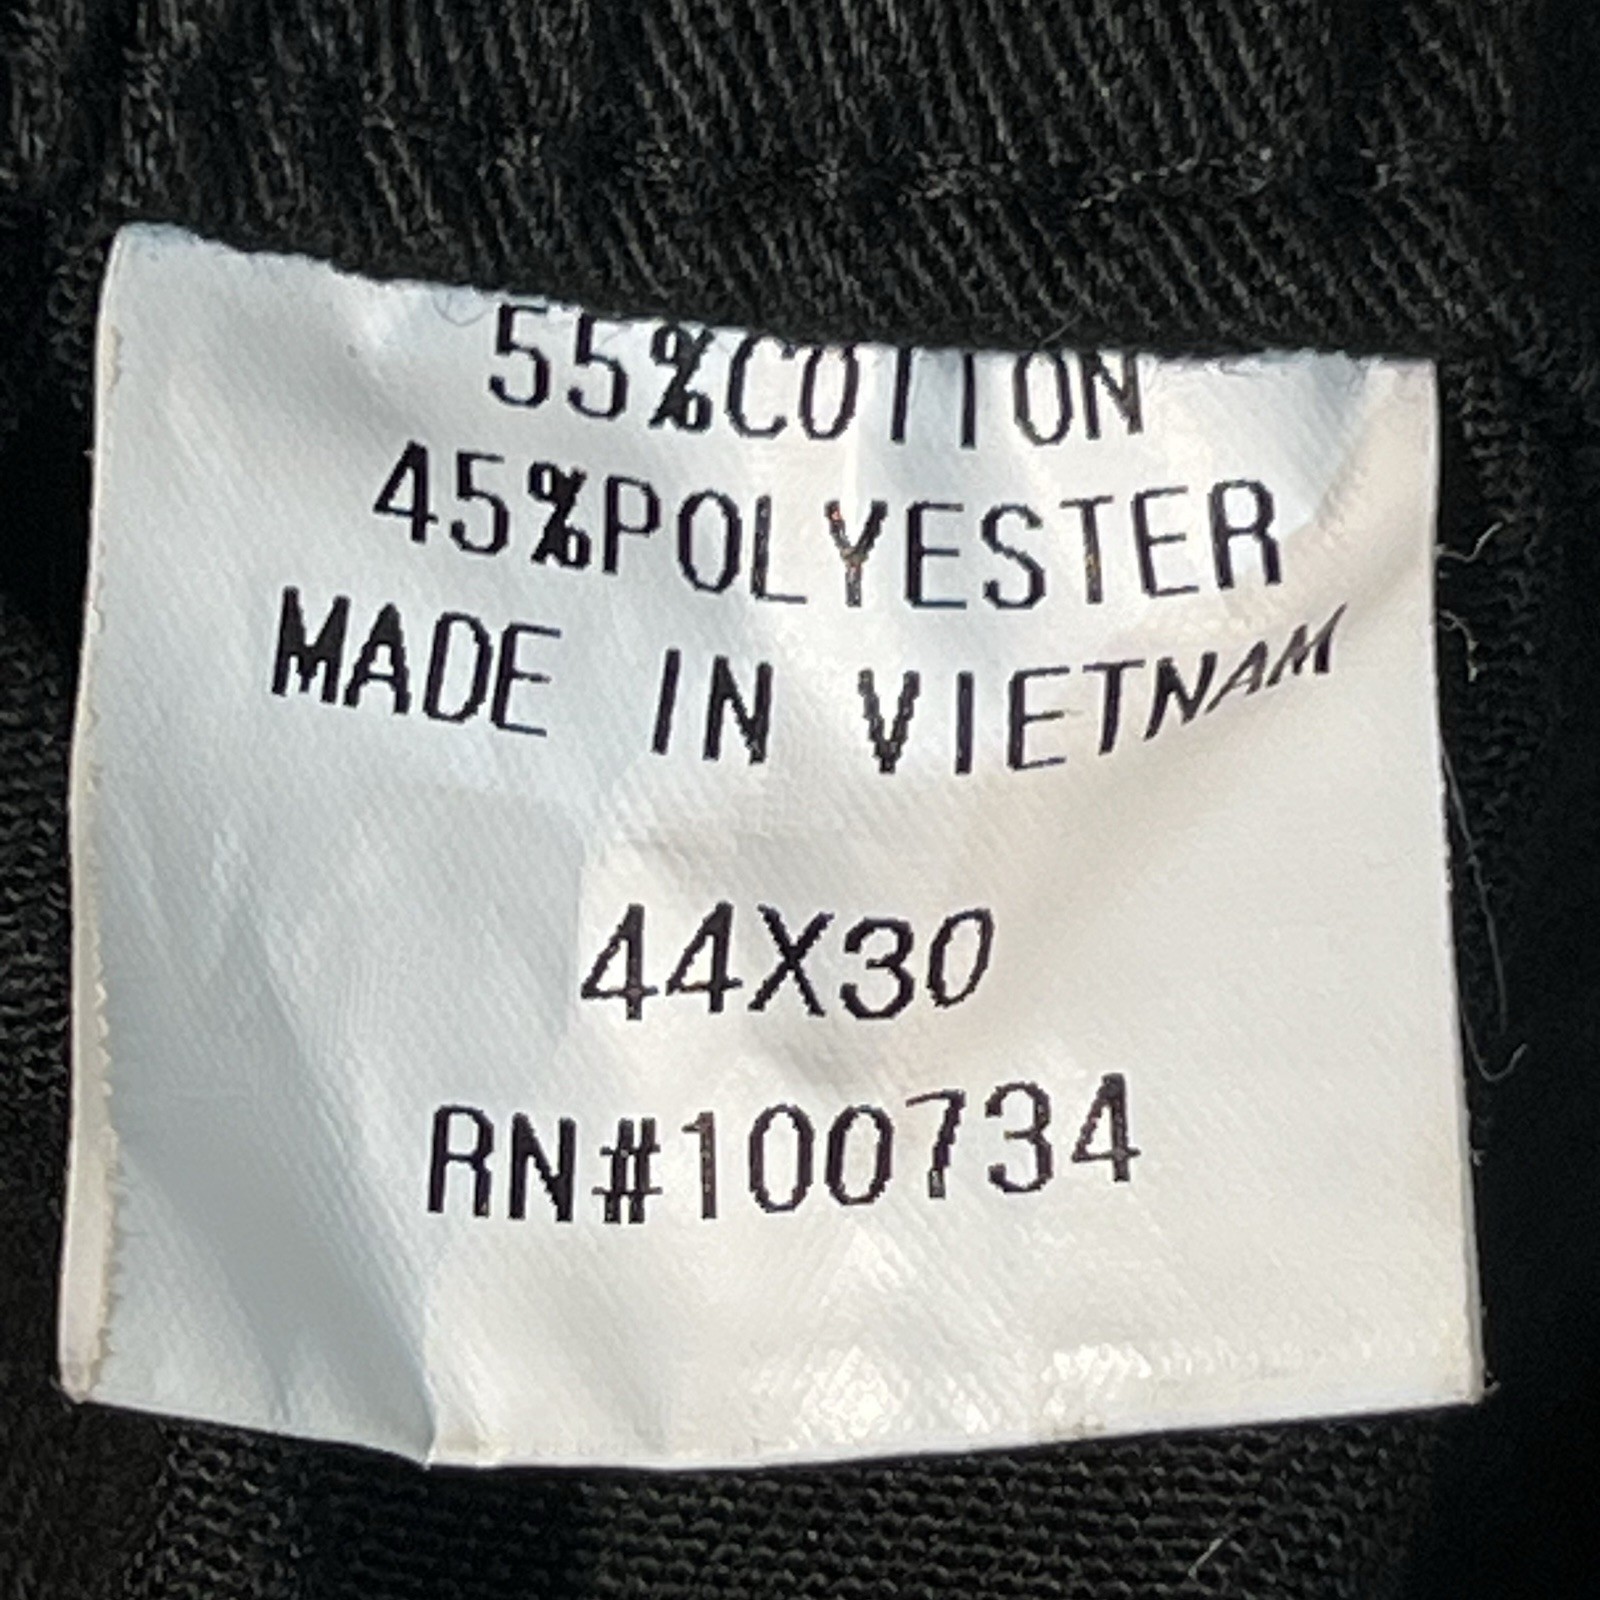 55%COTTON
45%POLYESTER
MADE IN VIETNAM
44X30
RN#100734